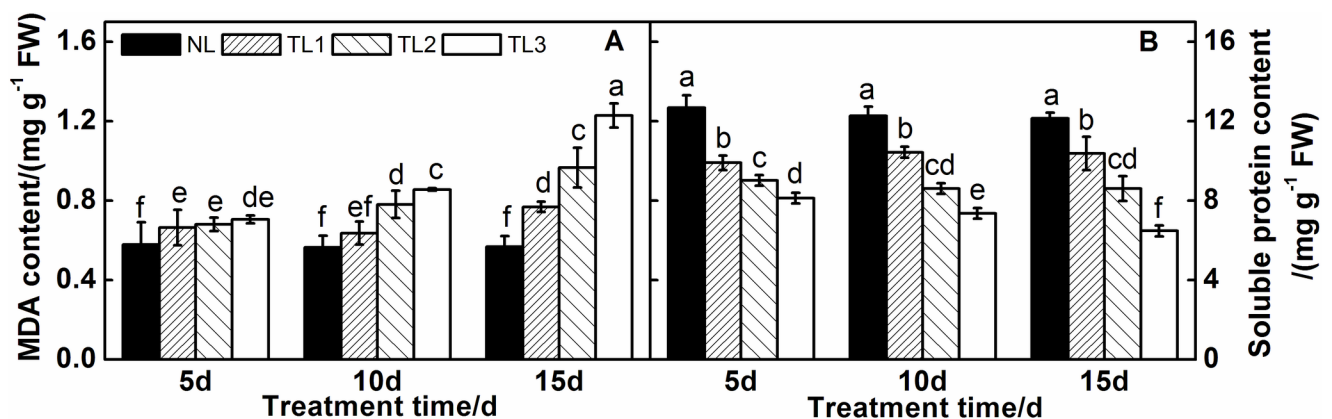 MDA content/(mg g⁻¹ FW)
1.6
1.2
0.8
0.4
0.0
NL TL1 TL2 TL3
A
f e e de
f ef d c
f d c a
5d 10d 15d
Treatment time/d
B
a b c d
a b cd e
a b cd f
5d 10d 15d
Treatment time/d
16
12
8
4
0
Soluble protein content
/(mg g⁻¹ FW)